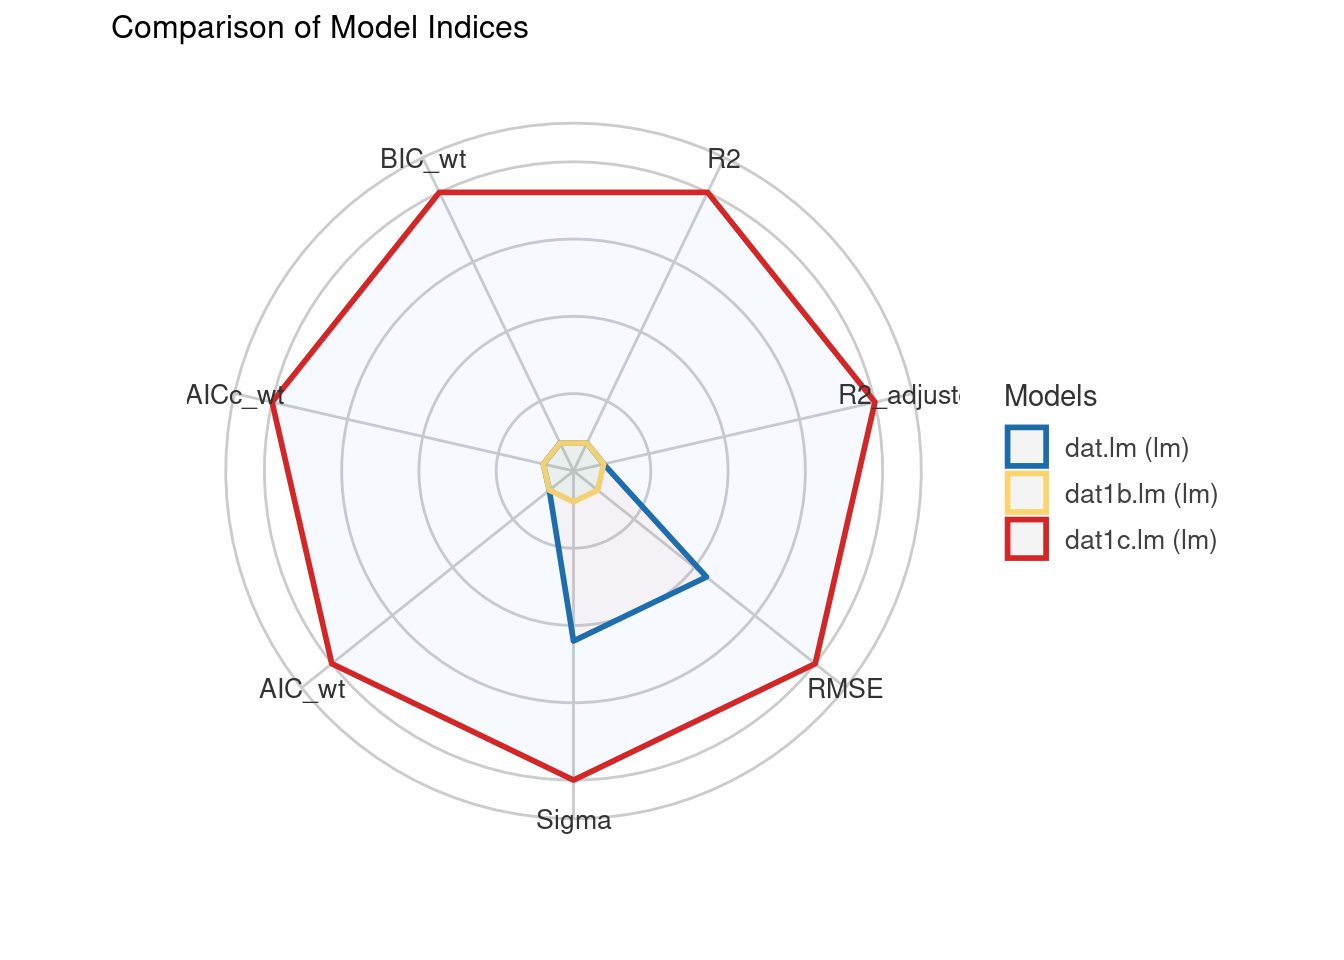 Comparison of Model Indices
BIC_wt
R2
AICc_wt
R2_adjust
AIC_wt
RMSE
Sigma
Models
dat.lm (lm)
dat1b.lm (lm)
dat1c.lm (lm)